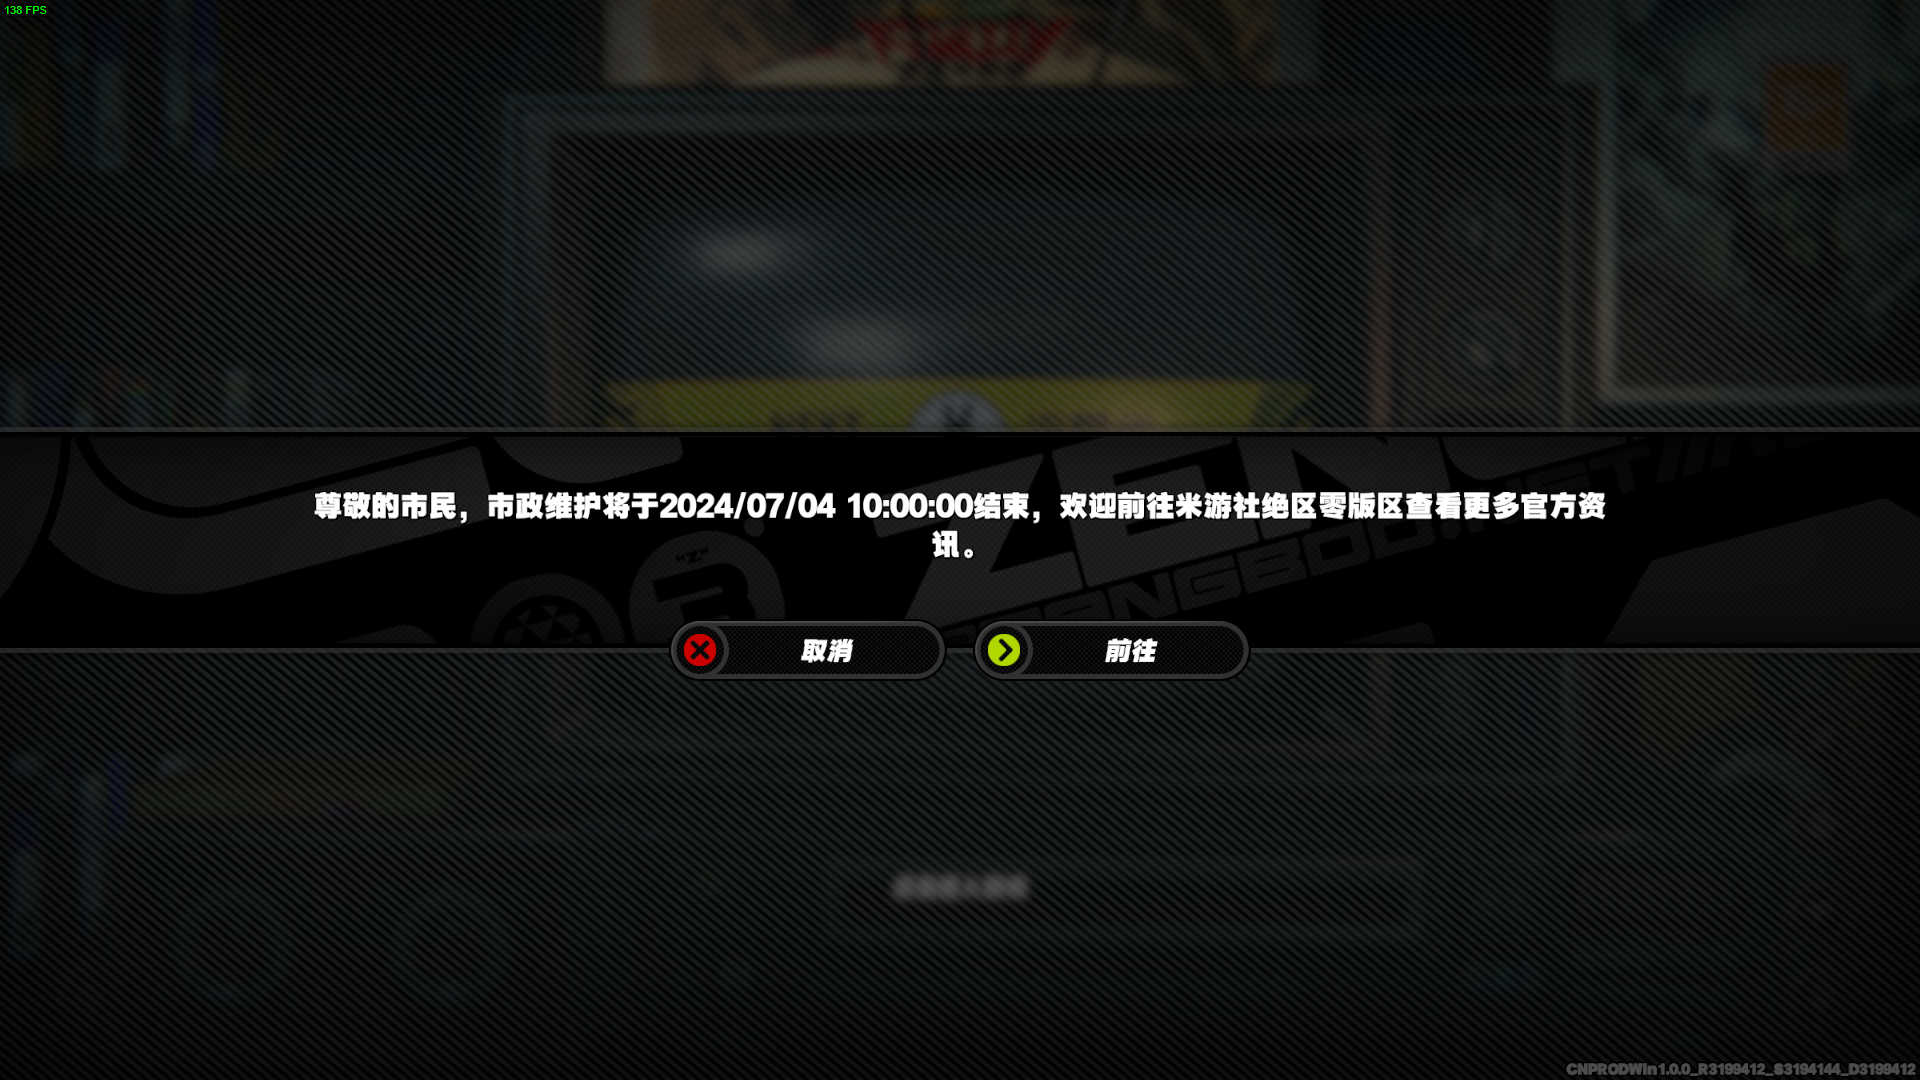 138 FPS
尊敬的市民，市政维护将于2024/07/04 10:00:00结束，欢迎前往米游社绝区零版区查看更多官方资
讯。
"Z"
ZEN
取消
前往
CNPRODWin1.0.0_R3199412_S3194144_D3199412